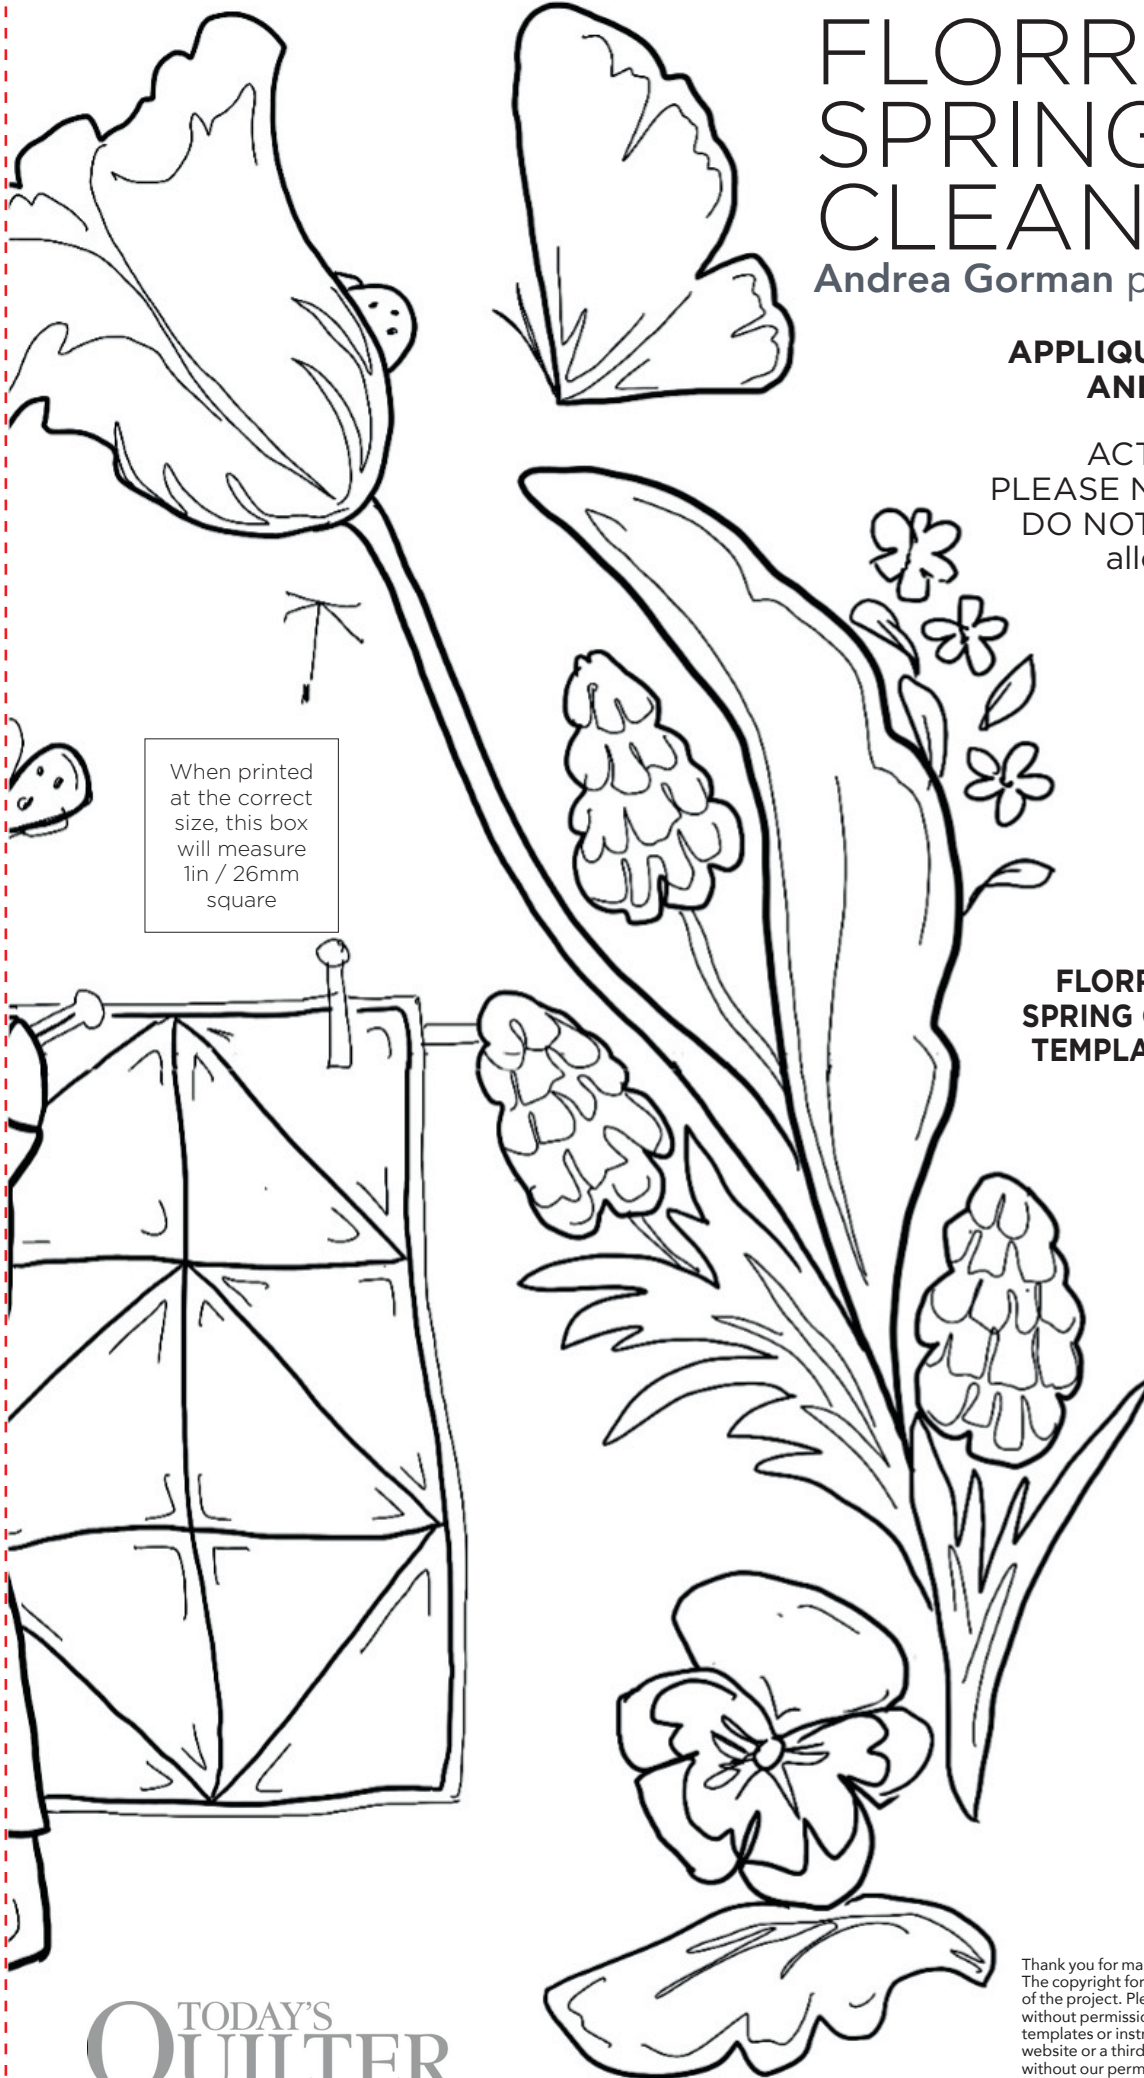 FLORR
SPRING
CLEAN
Andrea Gorman p
APPLIQU
AN
ACT
PLEASE N
DO NOT
all
When printed
at the correct
size, this box
will measure
1in / 26mm
square
FLORR
SPRING
TEMPLA
Thank you for ma
The copyright for
of the project. Ple
without permissio
templates or instr
website or a third
without our perm
TODAY'S
QUILTER